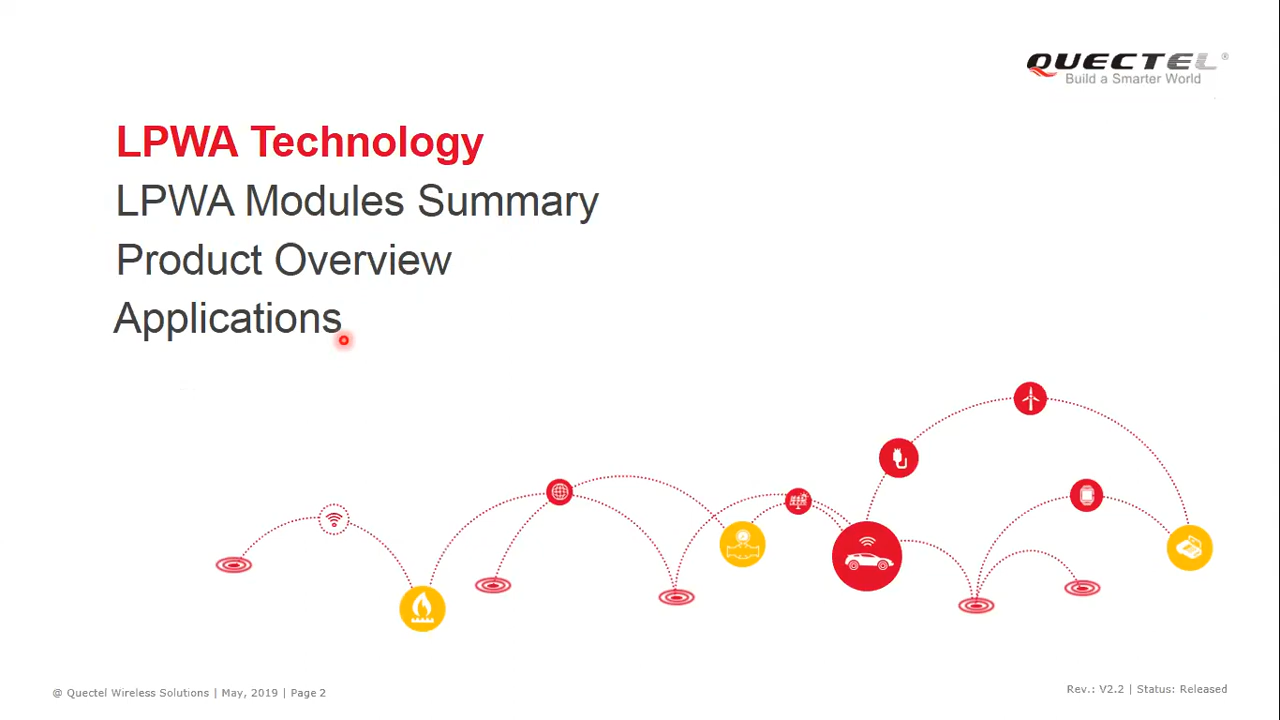 QUECTEL®
Build a Smarter World
LPWA Technology
LPWA Modules Summary
Product Overview
Applications
@ Quectel Wireless Solutions | May, 2019 | Page 2
Rev.: V2.2 | Status: Released